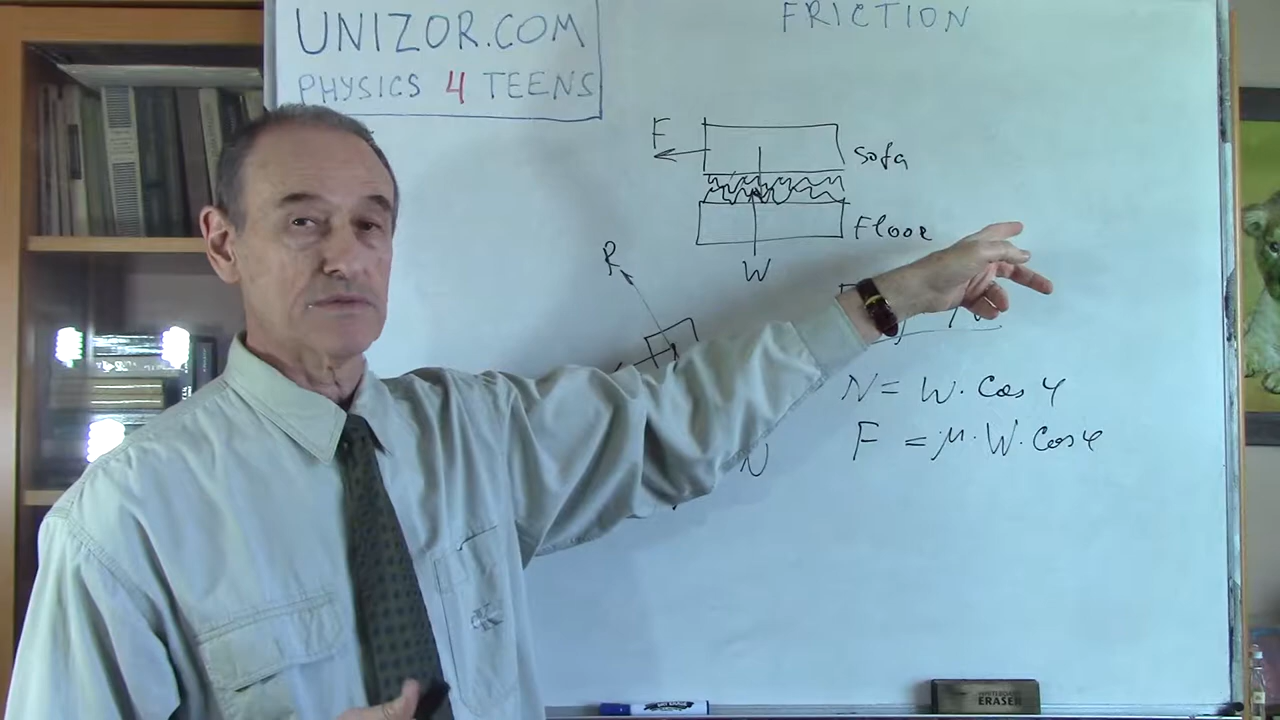 UNIZOR.COM
PHYSICS 4 TEENS
FRICTION
F
sofa
Floor
W
R
N = W · cos φ
F = μ · W · cos φ
N
ERASER